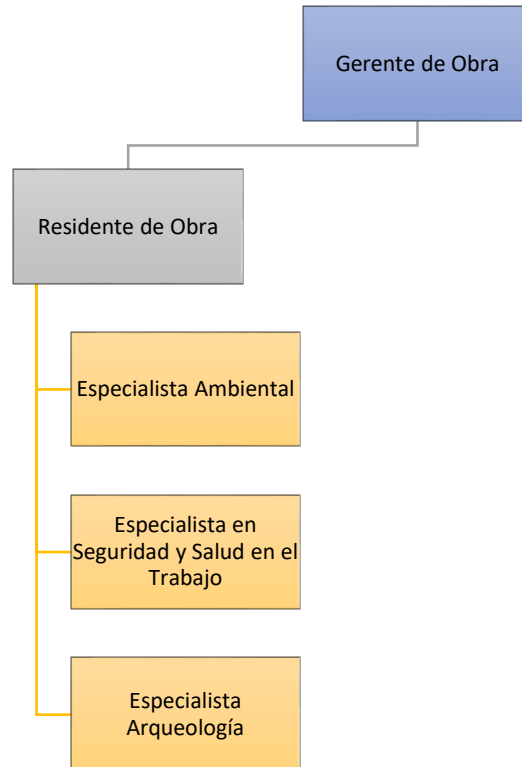 Gerente de Obra
Residente de Obra
Especialista Ambiental
Especialista en
Seguridad y Salud en el
Trabajo
Especialista
Arqueología